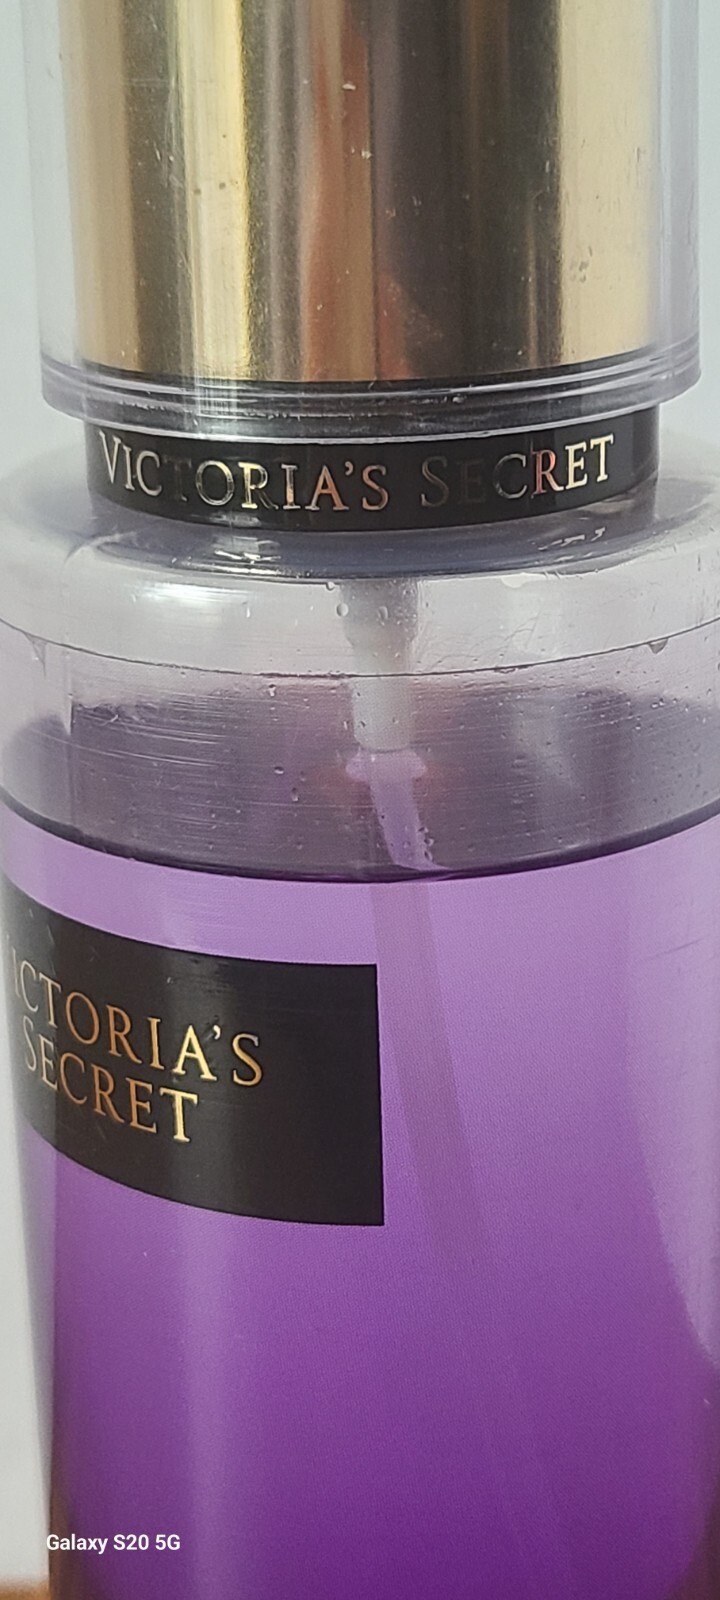 VICTORIA'S SECRET
VICTORIA'S
SECRET
Galaxy S20 5G